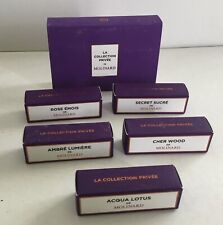 LA
COLLECTION
PRIVÉE
DE
MOLINARD
ROSE EMOIS
DE
MOLINARD
SECRET SUCRÉ
DE
MOLINARD
AMBRE LUMIÈRE
DE
MOLINARD
CHER WOOD
DE
MOLINARD
LA COLLECTION PRIVÉE
ACQUA LOTUS
DE
MOLINARD